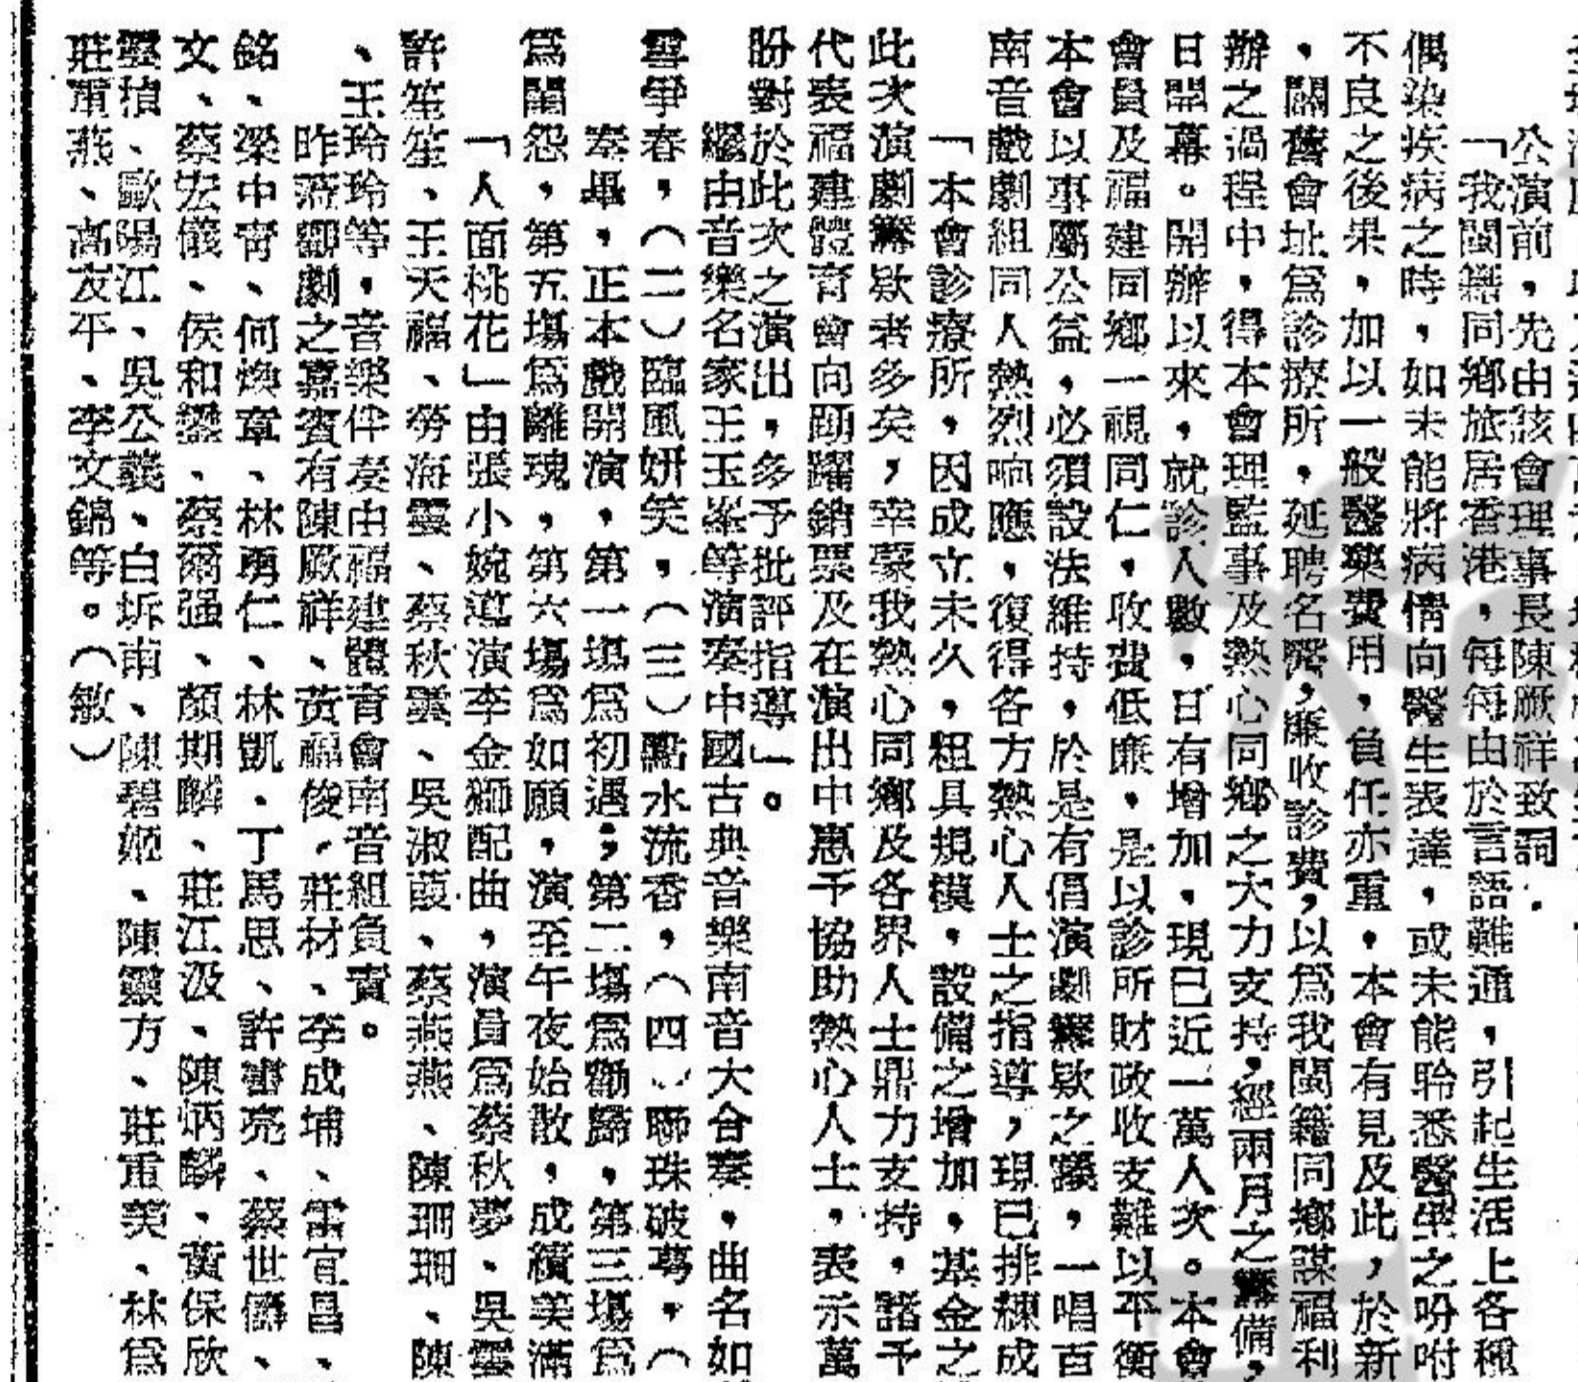 公演前，先由該會理事長陳厥祥致詞．
「我閩籍同鄉旅居香港，每每由於言語難通，引起生活上各種
偶染疾病之時，如未能將病情向醫生表達，或未能聆悉醫生之吩咐
不良之後果，加以一般醫藥費用，負任亦重，本會有見及此，於新
，闢舊會址爲診療所，延聘名醫，廉收診費，以爲我閩籍同鄉謀福利
辦之過程中，得本會理監事及熱心同鄉之大力支持，經兩月之籌備，
日開幕。開辦以來，就診人數，日有增加，現已近一萬人次。本會
會員及福建同鄉一視同仁，收費低廉，是以診所財政收支難以平衡
本會以事屬公益，必須設法維持，於是有倡演劇籌欵之議，一唱百
南音戲劇組同人熱烈响應，復得各方熱心人士之指導，現已排練成
「本會診療所，因成立未久，粗具規模，設備之增加，基金之
此次演劇籌欵者多矣，幸蒙我熱心同鄉及各界人士鼎力支持，諸予
代表福建體育會向踴躍銷票及在演出中惠予協助熱心人士，表示萬
盼對於此次之演出，多予批評指導」。
繼由音樂名家王玉峯等演奏中國古典音樂南音大合奏，曲名如
雪爭春，（二）臨風妍笑，（三）點水流香，（四）聯珠破萼，（
奏畢，正本戲開演，第一塲爲初遇；第二塲爲勸歸，第三塲爲
爲閨怨，第五塲爲離魂，第六塲爲如願，演至午夜始散，成績美滿
「人面桃花」由張小婉導演李金獅配曲，演員爲蔡秋夢，吳雲
許笙笙、王天福、勞海雲、蔡秋雲、吳淑葭、蔡燕燕、陳珊珊、陳
、王玲玲等，音樂伴奏由福建體育會南音組負責。
昨蒞觀劇之嘉賓有陳厥祥、黃福俊，莊材、李成埔、雷宜昌、
銘、梁中青、何煥章、林勇仁、林凱、丁馬思、許書亮、蔡世儕、
文、蔡宏儀、侯和鑾、蔡爾强、顏期麟、莊江汲、陳炳麟、黃保欣
雲楨、歐陽江、吳公義、白圻甫、陳碧姬、陳靈方、莊重美、林爲
莊重燕、高友平、李文錦等。（敏）